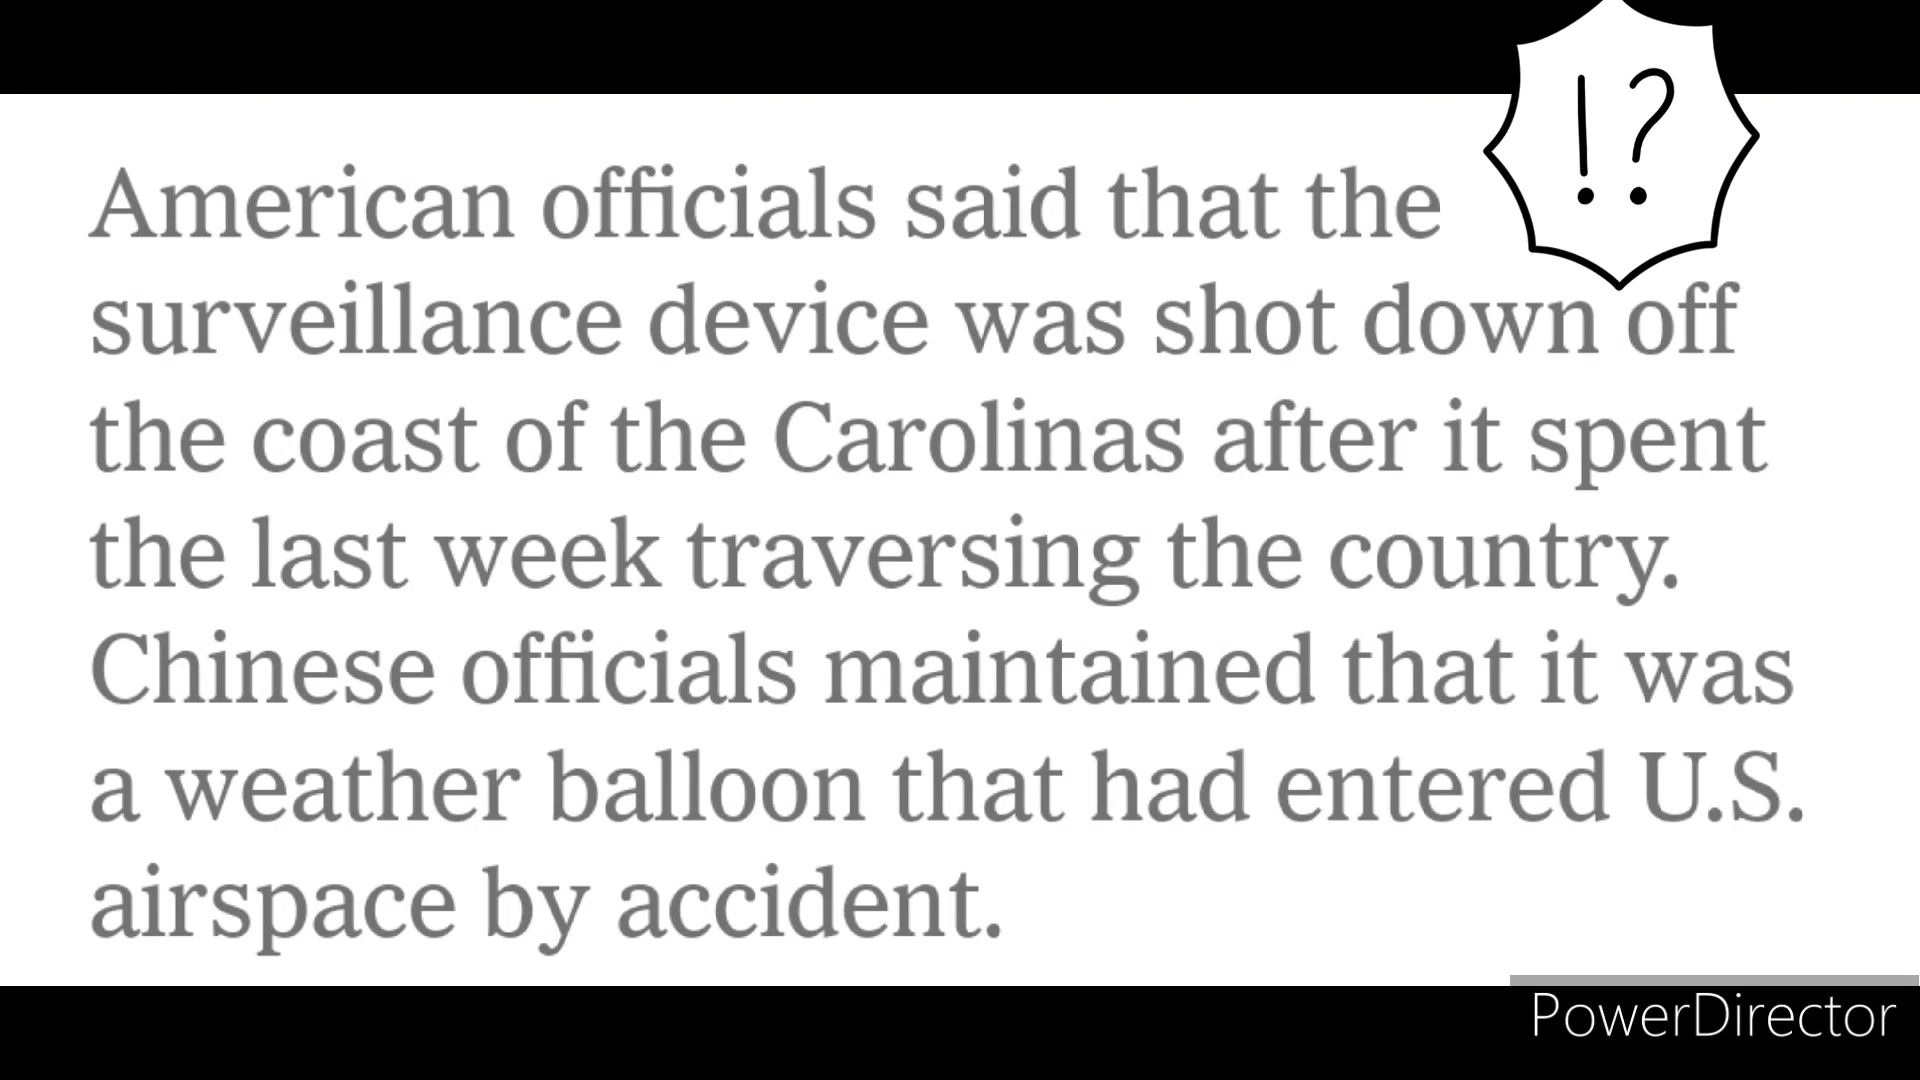 !?
American officials said that the
surveillance device was shot down off
the coast of the Carolinas after it spent
the last week traversing the country.
Chinese officials maintained that it was
a weather balloon that had entered U.S.
airspace by accident.
PowerDirector